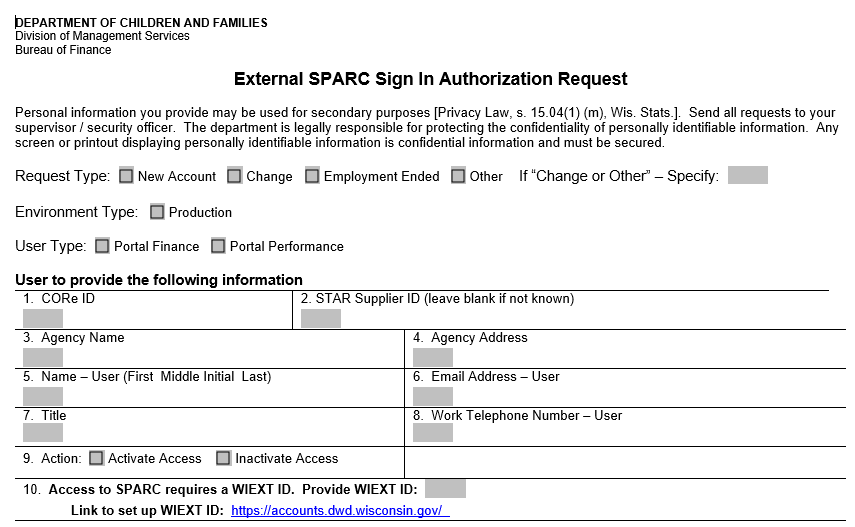 DEPARTMENT OF CHILDREN AND FAMILIES
Division of Management Services
Bureau of Finance
External SPARC Sign In Authorization Request
Personal information you provide may be used for secondary purposes [Privacy Law, s. 15.04(1) (m), Wis. Stats.]. Send all requests to your
supervisor / security officer. The department is legally responsible for protecting the confidentiality of personally identifiable information. Any
screen or printout displaying personally identifiable information is confidential information and must be secured.
Request Type: New Account Change Employment Ended Other If “Change or Other” – Specify:
Environment Type: Production
User Type: Portal Finance Portal Performance
User to provide the following information
1. CORe ID 2. STAR Supplier ID (leave blank if not known)
3. Agency Name 4. Agency Address
5. Name – User (First Middle Initial Last) 6. Email Address – User
7. Title 8. Work Telephone Number – User
9. Action: Activate Access Inactivate Access
10. Access to SPARC requires a WIEXT ID. Provide WIEXT ID:
Link to set up WIEXT ID: https://accounts.dwd.wisconsin.gov/